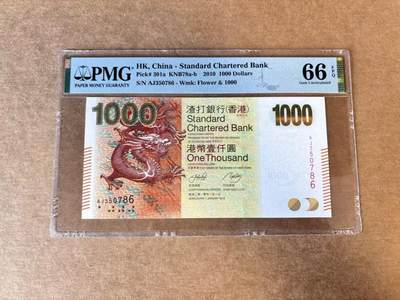 PMG
PAPER MONEY GUARANTY
HK, China - Standard Chartered Bank
Pick# 301a KNB78a-b 2010 1000 Dollars
S/N AJ350786 - Wmk: Flower & 1000
66 EPQ
Gem Uncirculated
1000
渣打銀行(香港)
Standard
Chartered Bank
港幣壹仟圓
One Thousand
1000
AJ350786
AJ350786